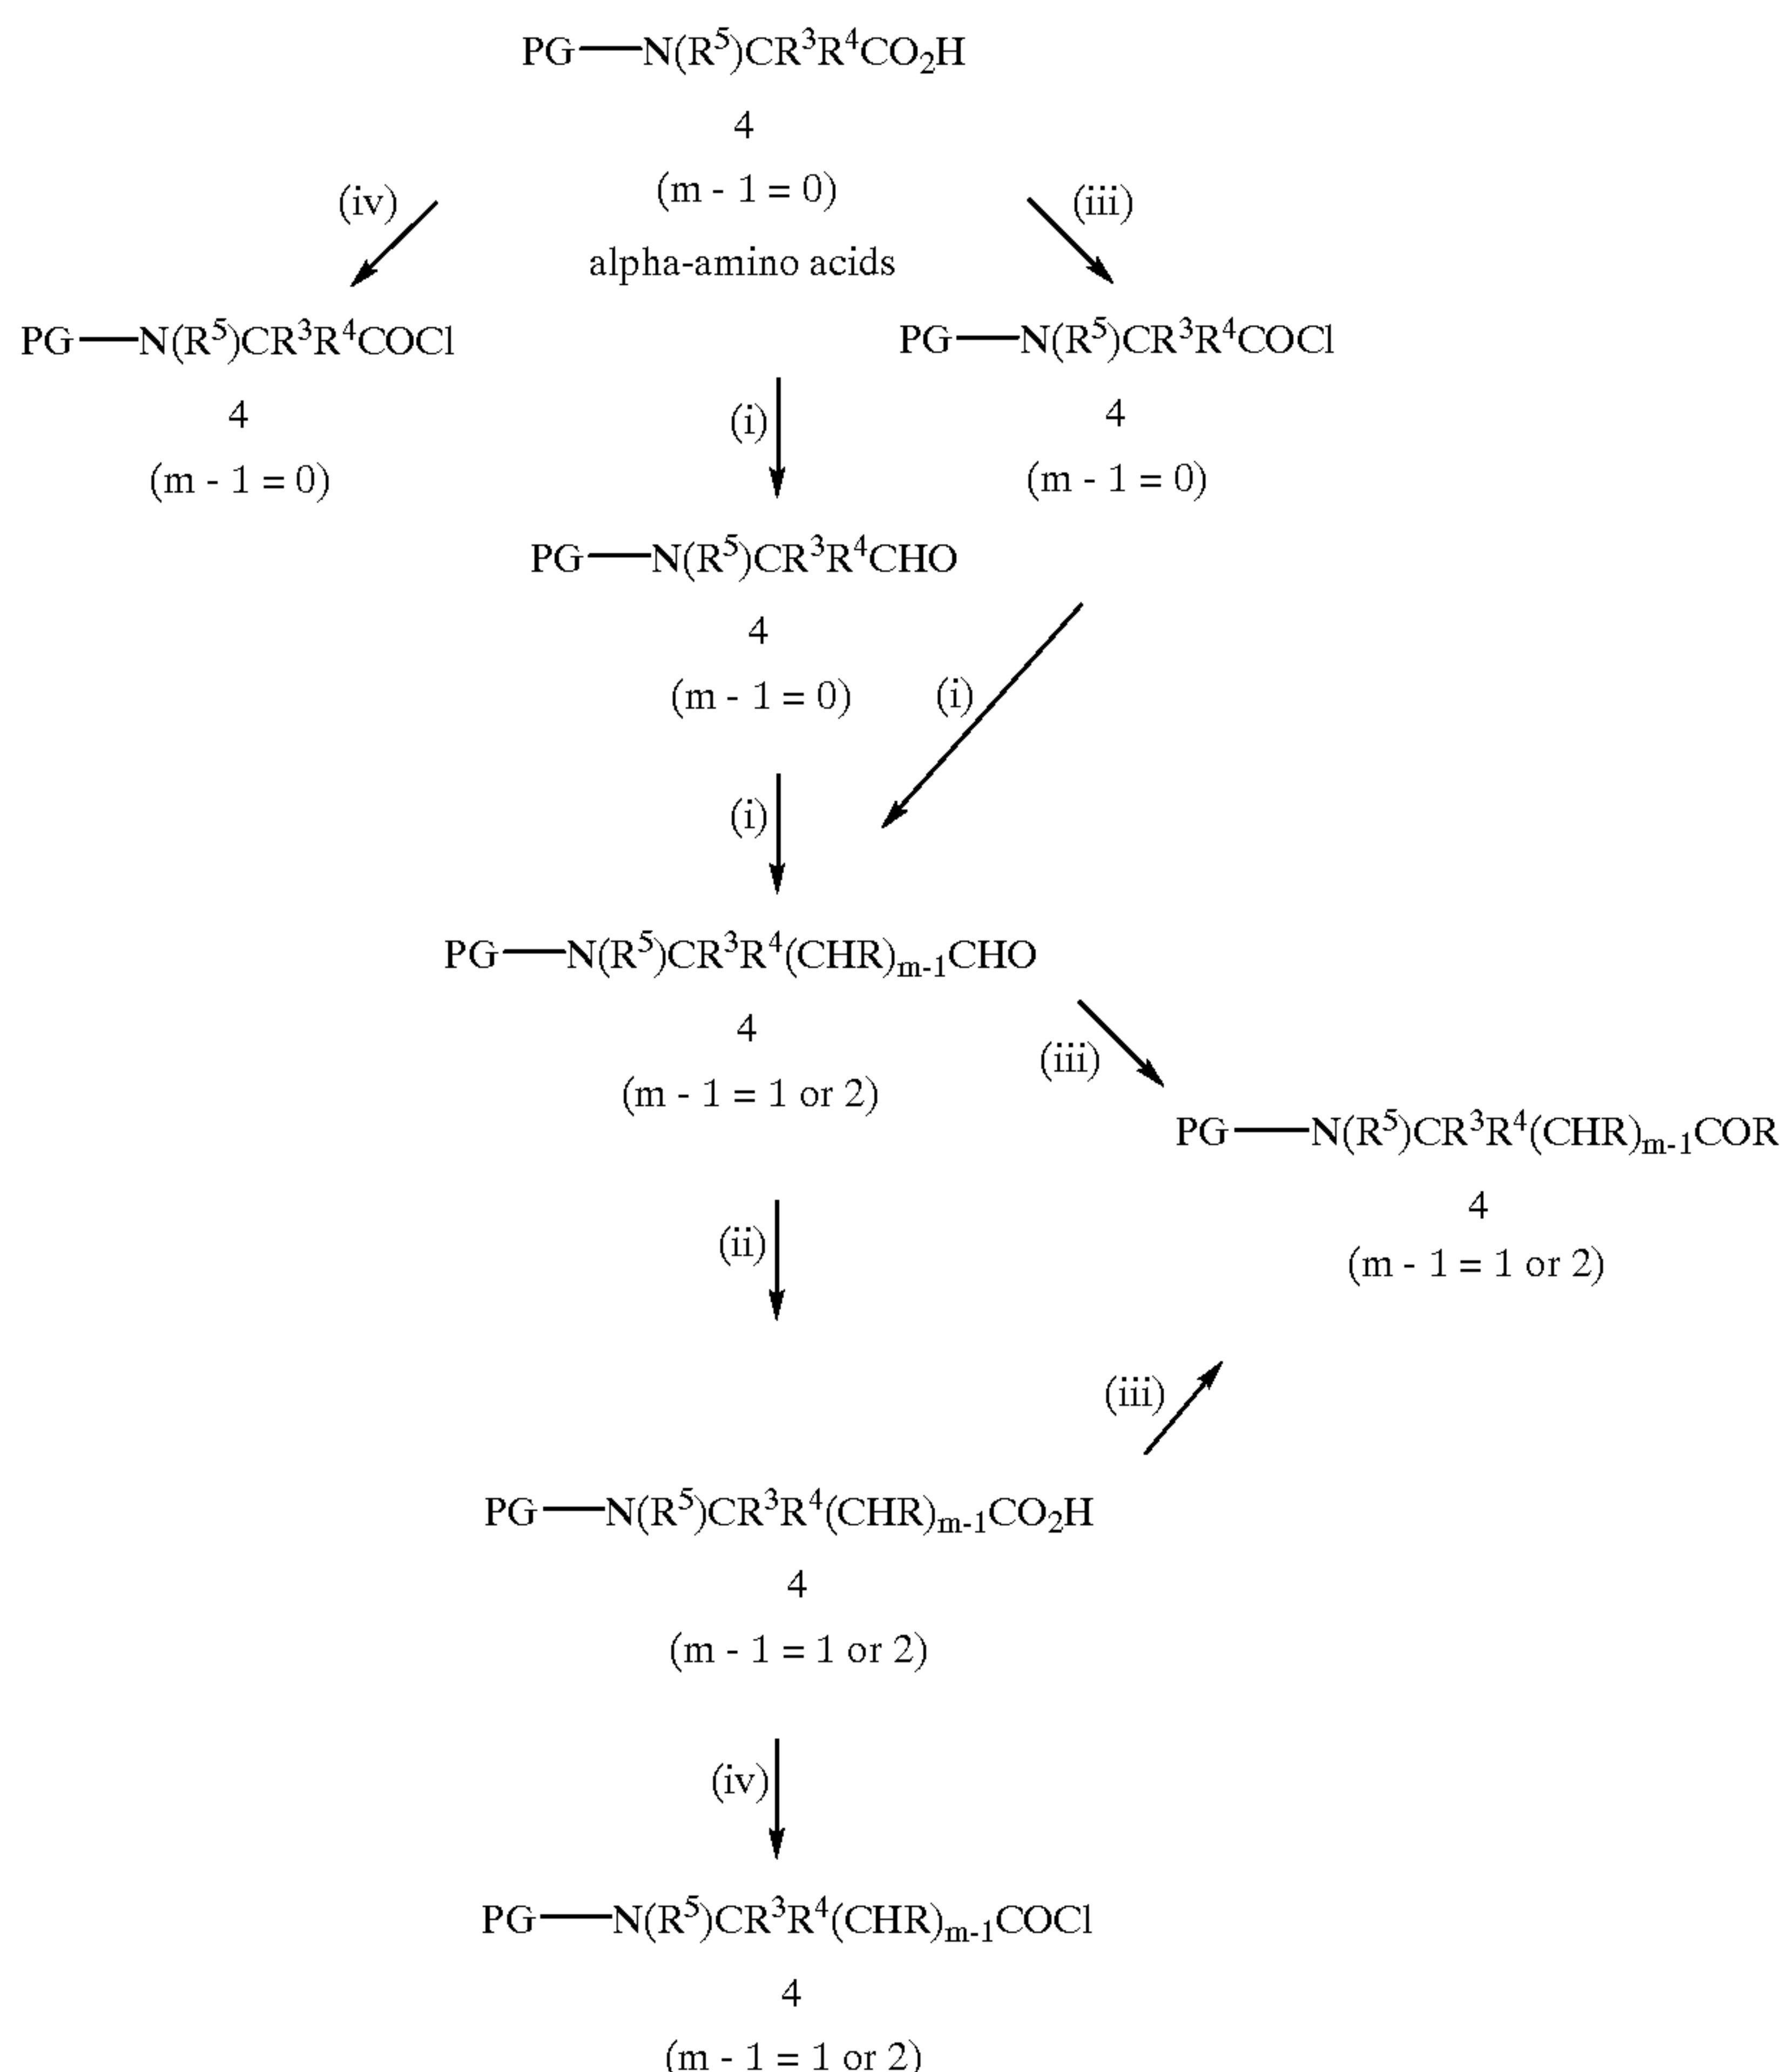 PG—N(R⁵)CR³R⁴CO₂H
4
(m - 1 = 0)
(iv)
(iii)
alpha-amino acids
PG—N(R⁵)CR³R⁴COCl
4
(m - 1 = 0)
PG—N(R⁵)CR³R⁴COCl
4
(m - 1 = 0)
(i)
PG—N(R⁵)CR³R⁴CHO
4
(m - 1 = 0)
(i)
(i)
PG—N(R⁵)CR³R⁴(CHR)ₘ₋₁CHO
4
(m - 1 = 1 or 2)
(iii)
PG—N(R⁵)CR³R⁴(CHR)ₘ₋₁COR
4
(m - 1 = 1 or 2)
(ii)
(iii)
PG—N(R⁵)CR³R⁴(CHR)ₘ₋₁CO₂H
4
(m - 1 = 1 or 2)
(iv)
PG—N(R⁵)CR³R⁴(CHR)ₘ₋₁COCl
4
(m - 1 = 1 or 2)